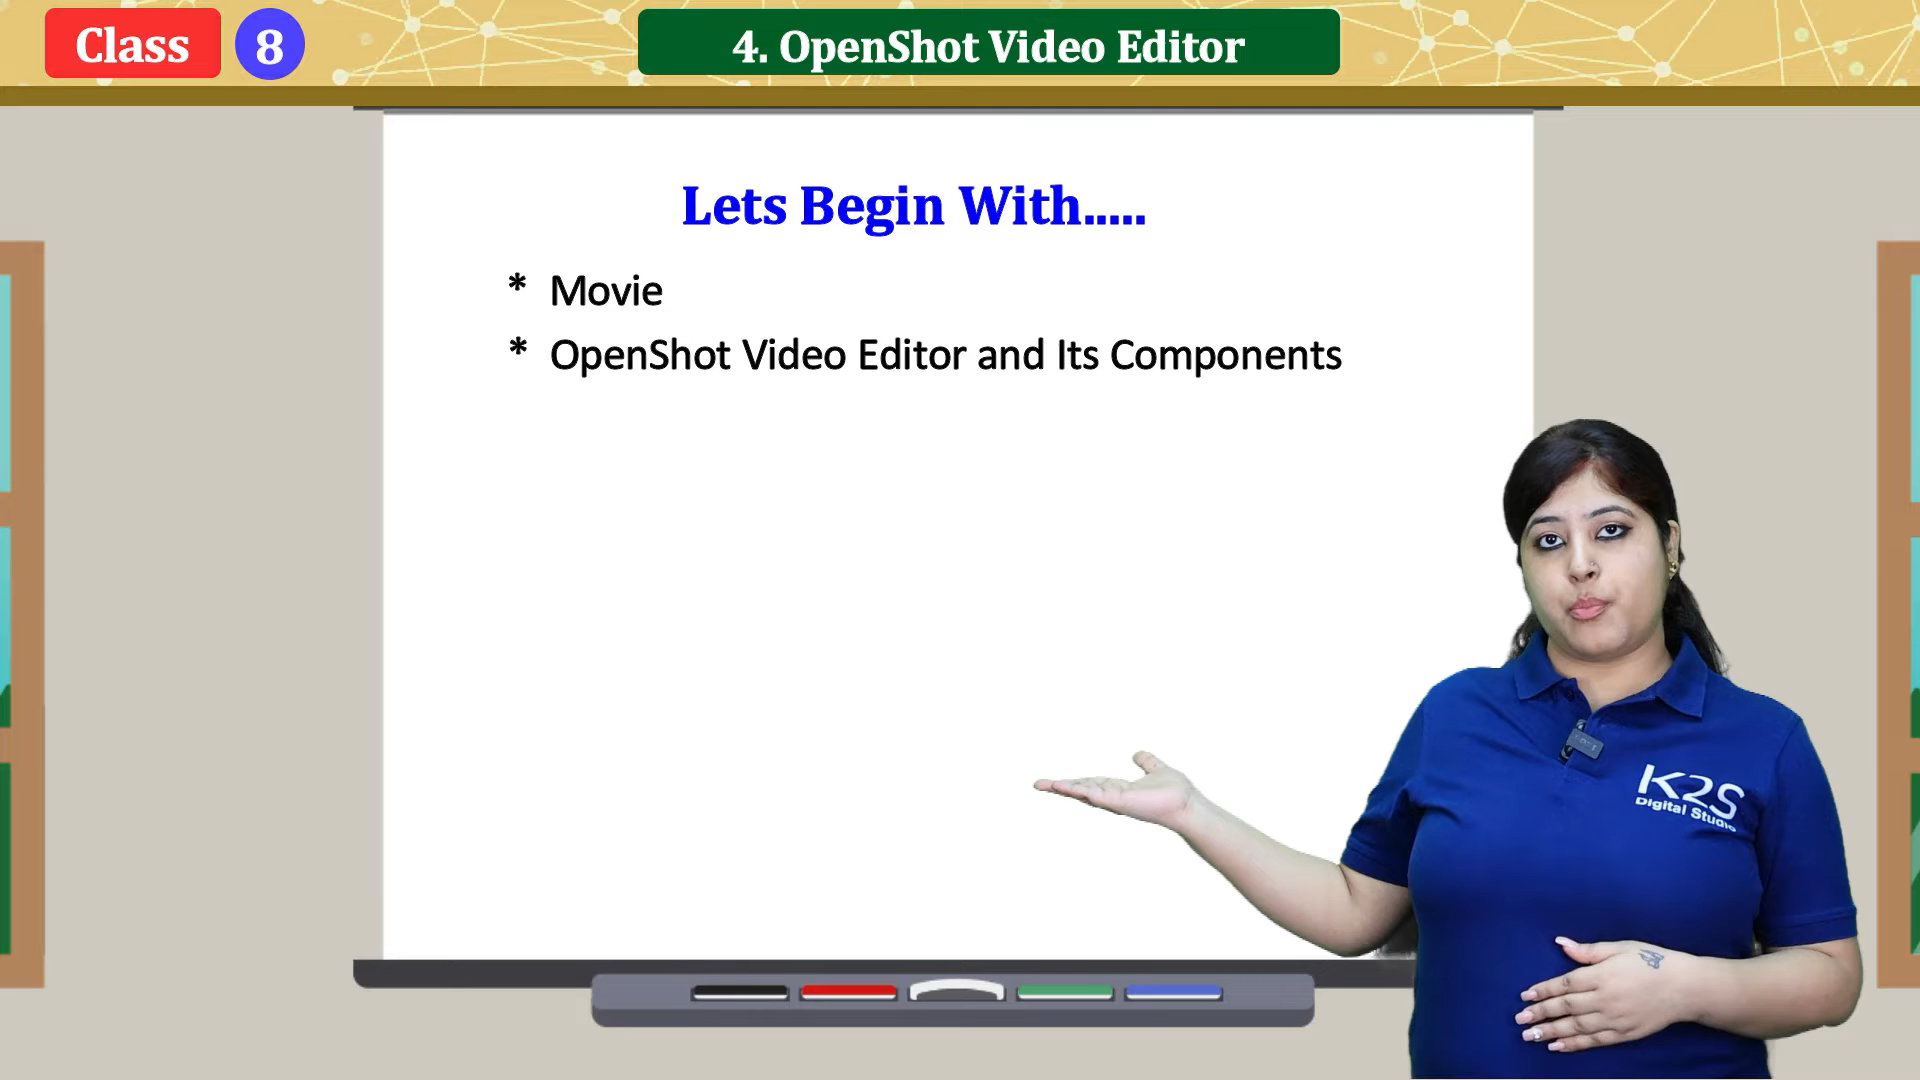 Class 8
4. OpenShot Video Editor
Lets Begin With.....
* Movie
* OpenShot Video Editor and Its Components
K2S
Digital Studio